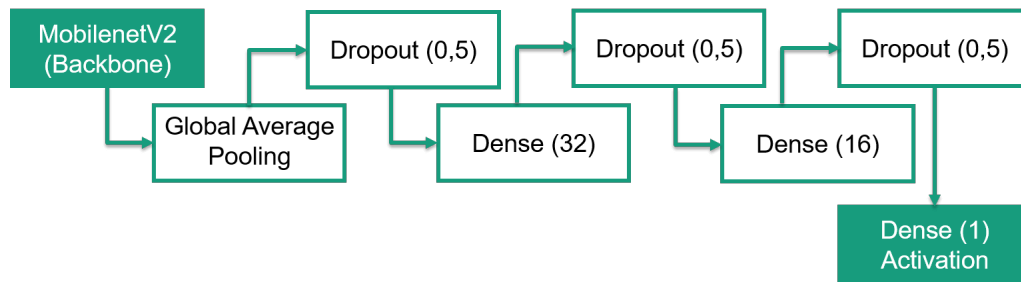 MobilenetV2
(Backbone)
Global Average
Pooling
Dropout (0,5)
Dense (32)
Dropout (0,5)
Dense (16)
Dropout (0,5)
Dense (1)
Activation